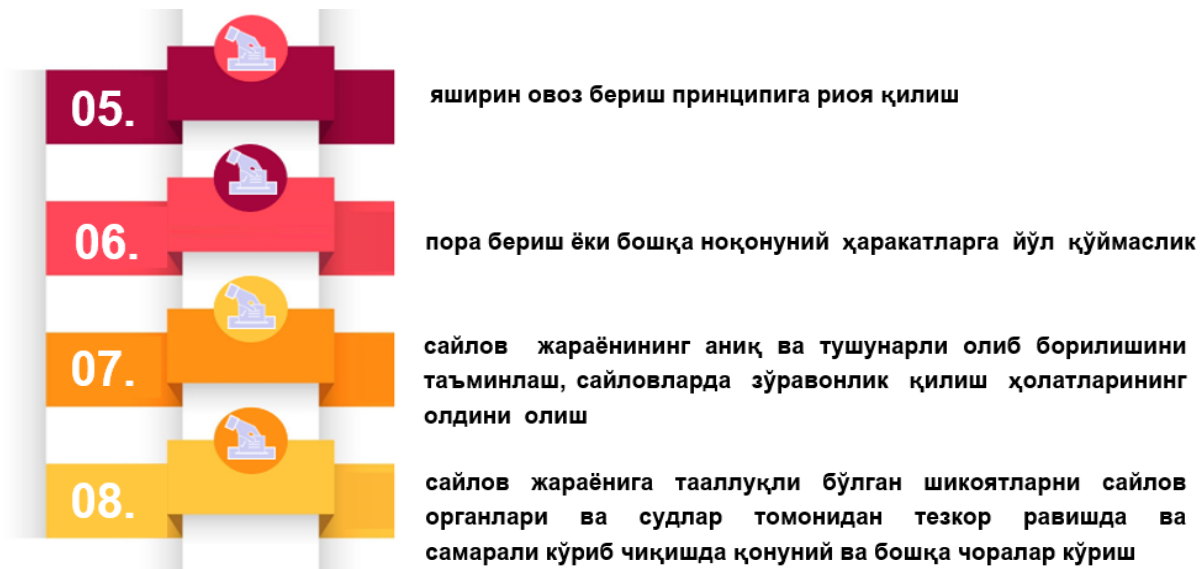 05.
яширин овоз бериш принципига риоя қилиш
06.
пора бериш ёки бошқа ноқонуний ҳаракатларга йўл қўймаслик
07.
сайлов жараёнининг аниқ ва тушунарли олиб борилишини
таъминлаш, сайловларда зўравонлик қилиш ҳолатларининг
олдини олиш
08.
сайлов жараёнига тааллуқли бўлган шикоятларни сайлов
органлари ва судлар томонидан тезкор равишда ва
самарали кўриб чиқишда қонуний ва бошқа чоралар кўриш